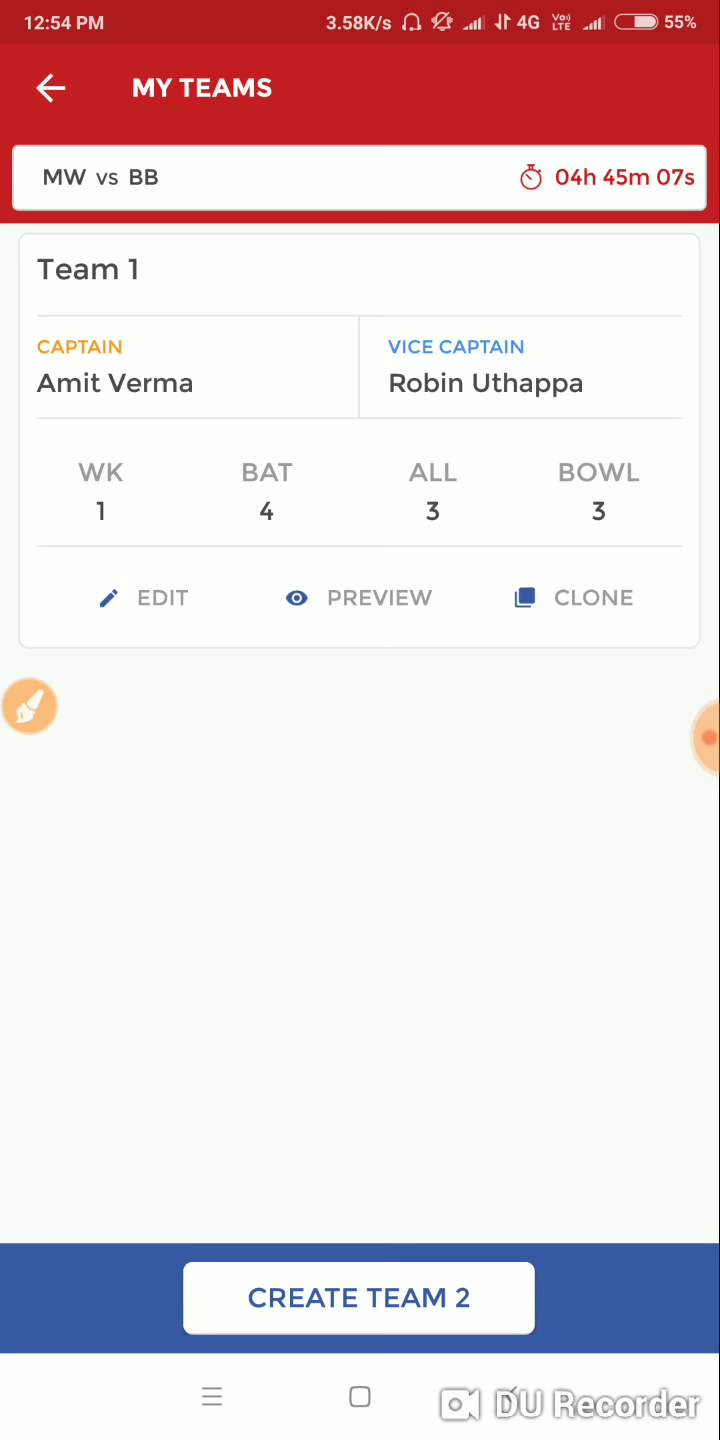 12:54 PM 3.58K/s 4G Vo)) LTE 55%
MY TEAMS
MW vs BB 04h 45m 07s
Team 1
CAPTAIN VICE CAPTAIN
Amit Verma Robin Uthappa
WK BAT ALL BOWL
1 4 3 3
EDIT PREVIEW CLONE
CREATE TEAM 2
DU Recorder